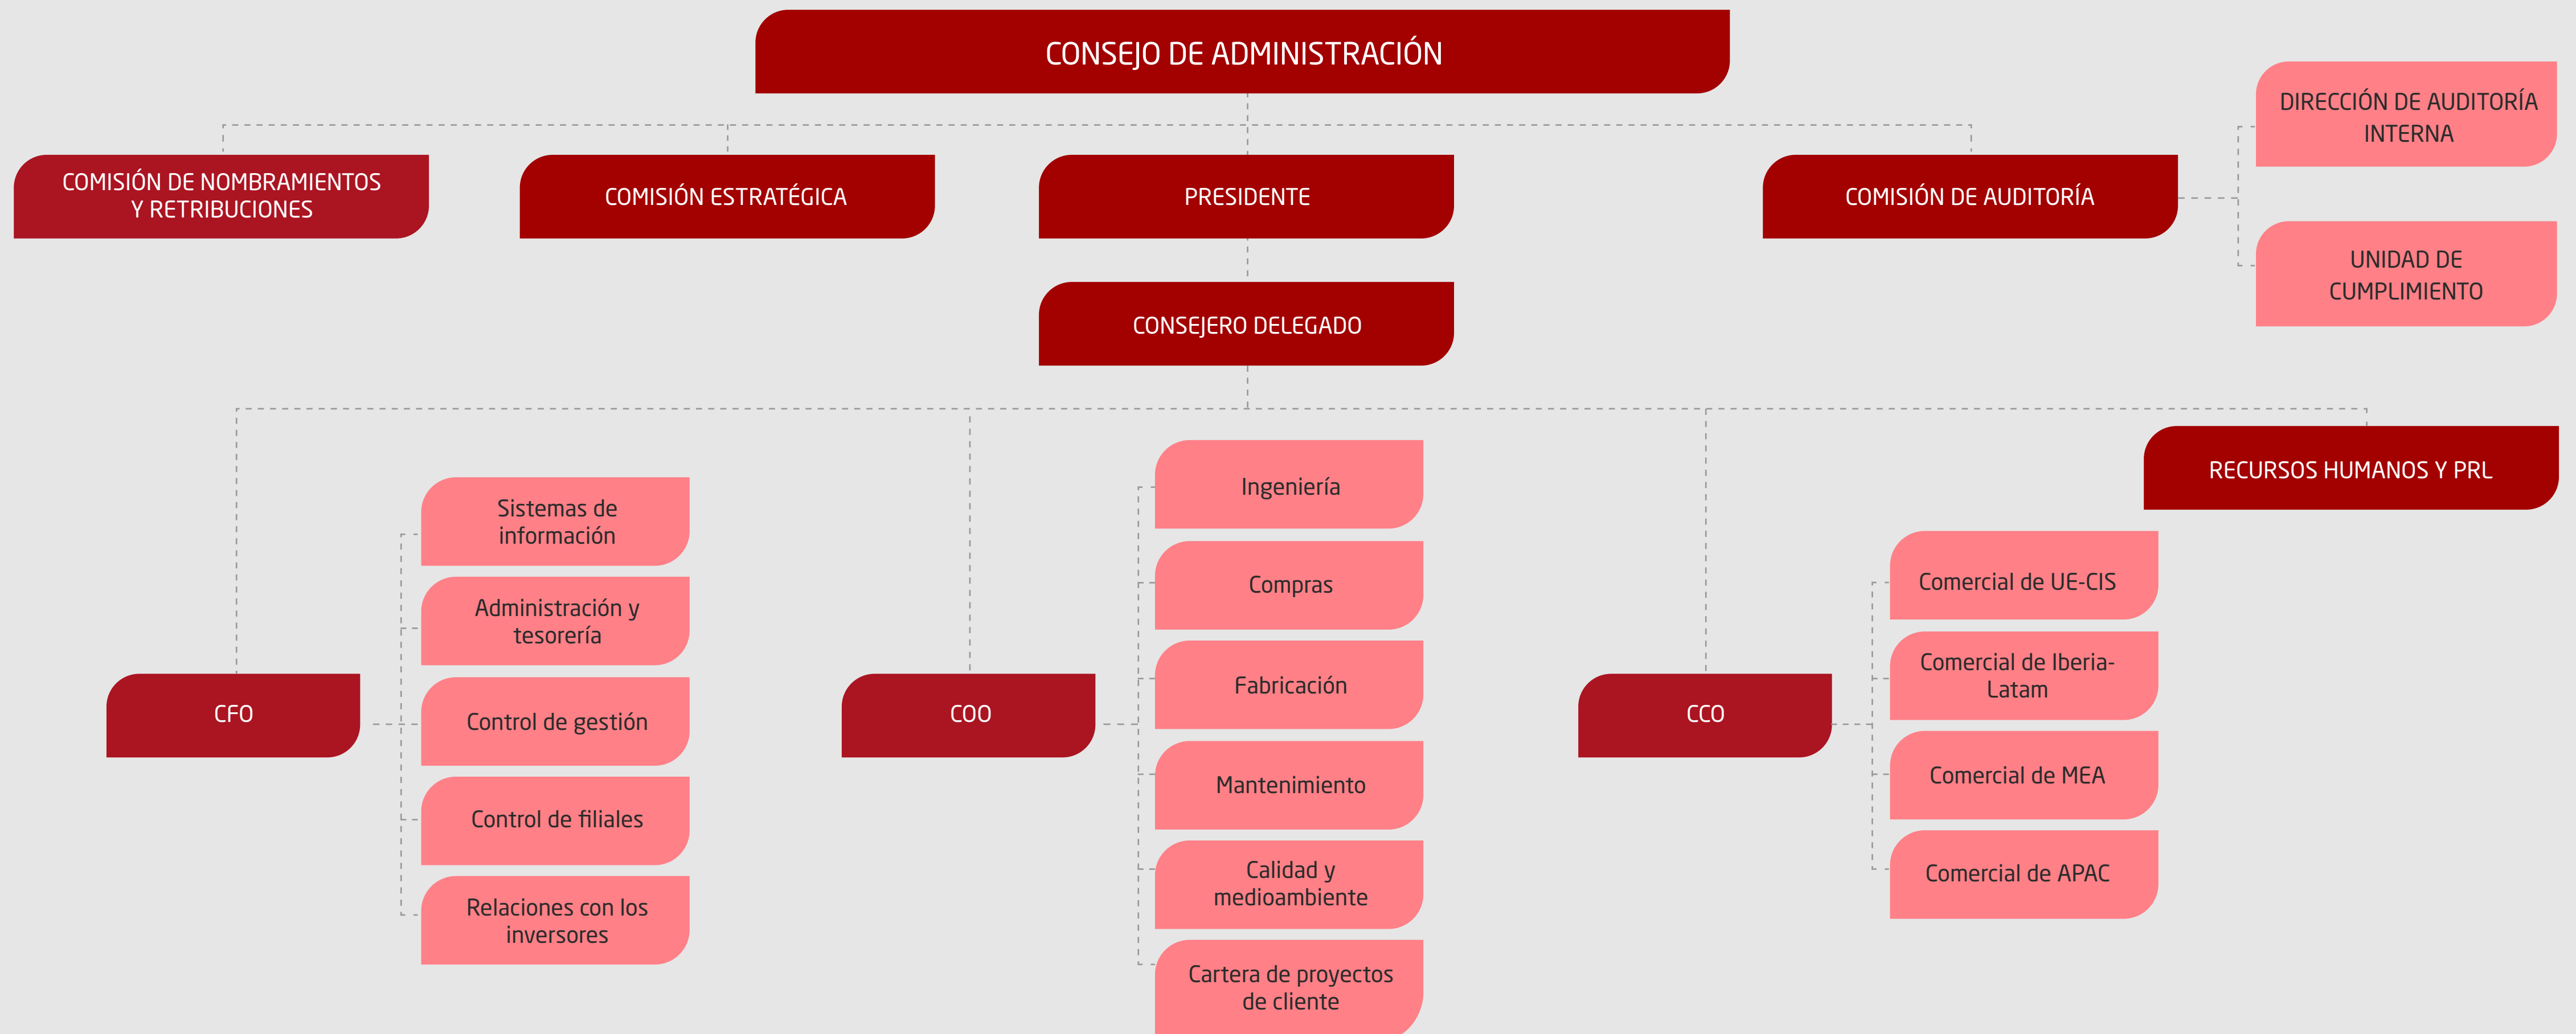 CONSEJO DE ADMINISTRACIÓN
COMISIÓN DE NOMBRAMIENTOS
Y RETRIBUCIONES
COMISIÓN ESTRATÉGICA
PRESIDENTE
COMISIÓN DE AUDITORÍA
DIRECCIÓN DE AUDITORÍA
INTERNA
UNIDAD DE
CUMPLIMIENTO
CONSEJERO DELEGADO
CFO
Sistemas de
información
Administración y
tesorería
Control de gestión
Control de filiales
Relaciones con los
inversores
COO
Ingeniería
Compras
Fabricación
Mantenimiento
Calidad y
medioambiente
Cartera de proyectos
de cliente
CCO
Comercial de UE-CIS
Comercial de Iberia-
Latam
Comercial de MEA
Comercial de APAC
RECURSOS HUMANOS Y PRL